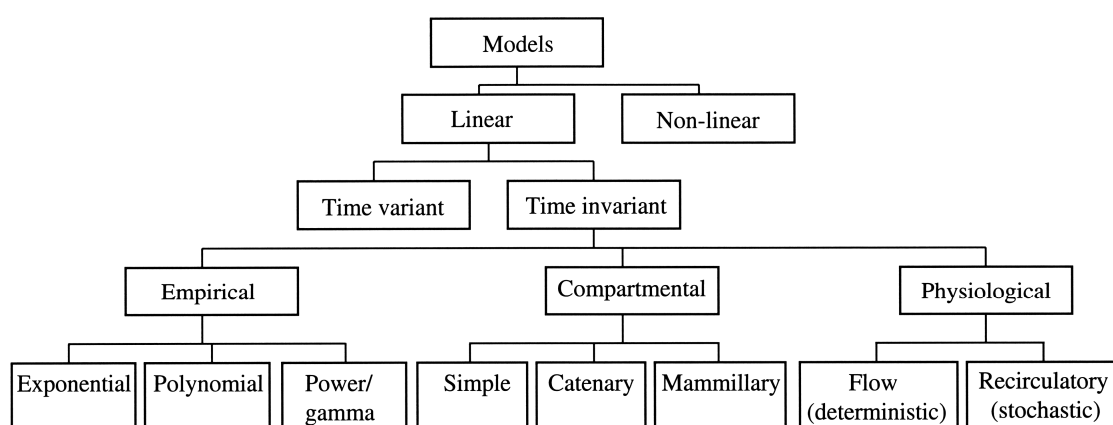 Models
Linear
Non-linear
Time variant
Time invariant
Empirical
Compartmental
Physiological
Exponential
Polynomial
Power/
gamma
Simple
Catenary
Mammillary
Flow
(deterministic)
Recirculatory
(stochastic)